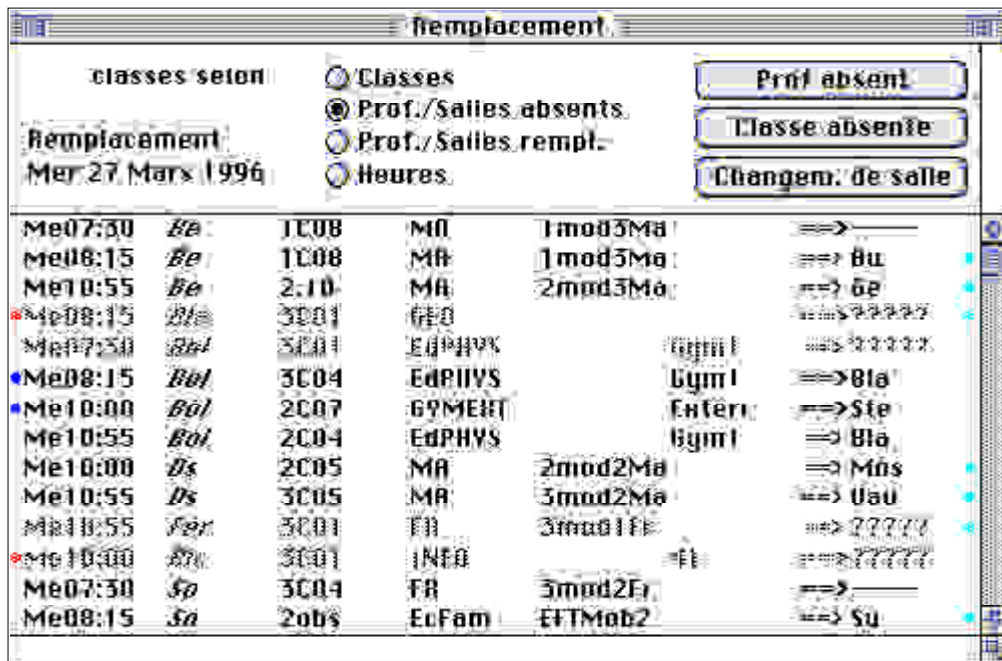 Remplacement
classes selon
Classes
Prof./Salles absents
Prof./Salles rempl.
Heures
Remplacement
Mer 27 Mars 1996
Prof absent
Classe absente
Changem. de salle
Me07:30 Be 1C08 MA 1mod3Ma ==>
Me08:15 Be 1C08 MA 1mod3Ma ==> Bu
Me10:55 Be 2.10 MA 2mod3Ma ==> Ge
Me08:15 3C01 GEO ==>?????
Me07:30 3C01 EdPHYS Gym1 ==>?????
Me08:15 Bol 3C04 EdPHYS Gym1 ==>Bla
Me10:00 Bol 2C07 GYMEXT Extéri ==>Ste
Me10:55 Bol 2C04 EdPHYS Gym1 ==> Bla
Me10:00 Ds 2C05 MA 2mod2Ma ==> Mns
Me10:55 Ds 3C05 MA 3mod2Ma ==> Vau
Me10:55 Fer 3C01 FR 3mod1Fr ==> ?????
Me10:00 3C01 INFO ==>?????
Me07:30 Sa 3C04 FR 3mod2Fr ==>
Me08:15 Sa 2obs EcFam EFTMob2 ==> Su